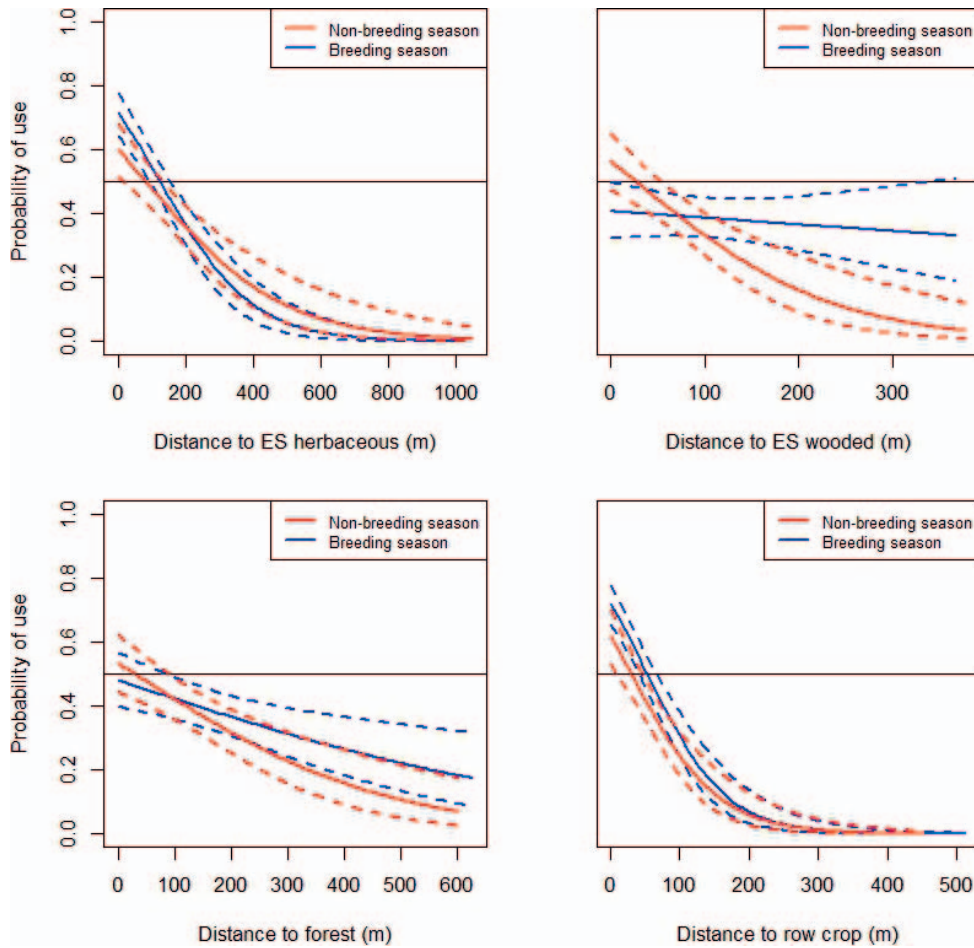 Non-breeding season
Breeding season
Probability of use
0.0 0.2 0.4 0.6 0.8 1.0
0 200 400 600 800 1000
Distance to ES herbaceous (m)
Non-breeding season
Breeding season
0 100 200 300
Distance to ES wooded (m)
Non-breeding season
Breeding season
Probability of use
0.0 0.2 0.4 0.6 0.8 1.0
0 100 200 300 400 500 600
Distance to forest (m)
Non-breeding season
Breeding season
0 100 200 300 400 500
Distance to row crop (m)